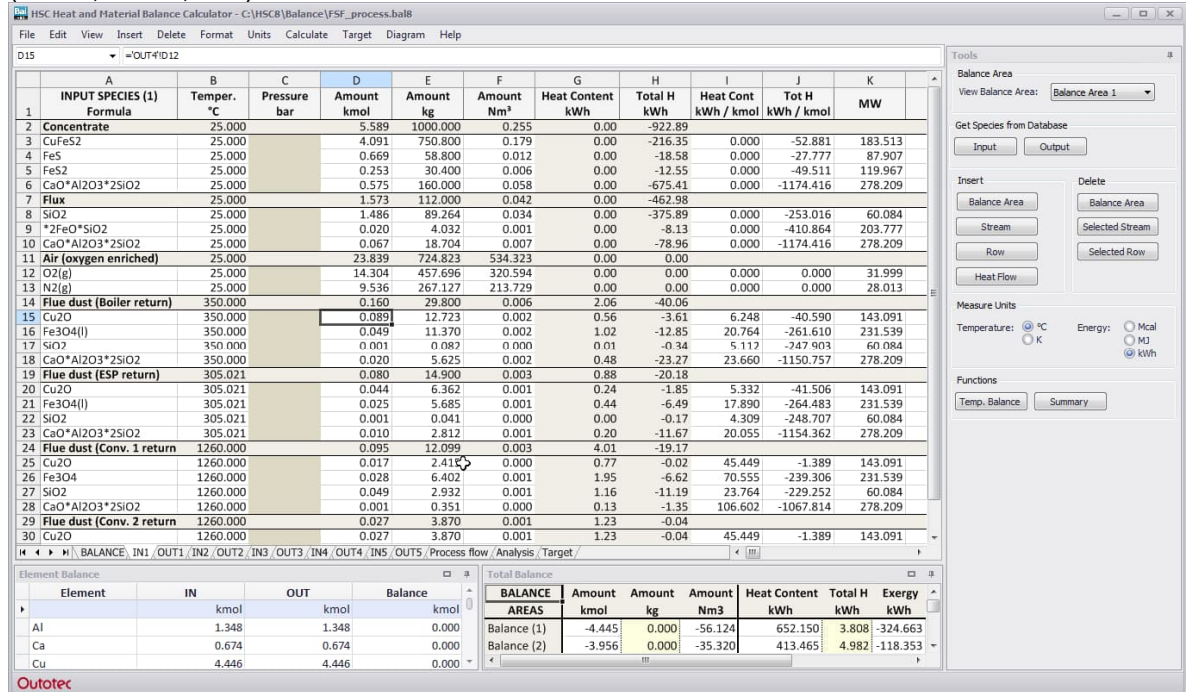 HSC Heat and Material Balance Calculator - C:\HSC8\Balance\FSF_process.bal8
File Edit View Insert Delete Format Units Calculate Target Diagram Help
D15 ='OUT4'!D12
A B C D E F G H I J K
INPUT SPECIES (1) Temper. Pressure Amount Amount Amount Heat Content Total H Heat Cont Tot H MW
1 Formula °C bar kmol kg Nm³ kWh kWh kWh / kmol kWh / kmol
2 Concentrate 25.000 5.589 1000.000 0.255 0.00 -922.89
3 CuFeS2 25.000 4.091 750.800 0.179 0.00 -216.35 0.000 -52.881 183.513
4 FeS 25.000 0.669 58.800 0.012 0.00 -18.58 0.000 -27.777 87.907
5 FeS2 25.000 0.253 30.400 0.006 0.00 -12.55 0.000 -49.511 119.967
6 CaO*Al2O3*2SiO2 25.000 0.575 160.000 0.058 0.00 -675.41 0.000 -1174.416 278.209
7 Flux 25.000 1.573 112.000 0.042 0.00 -462.98
8 SiO2 25.000 1.486 89.264 0.034 0.00 -375.89 0.000 -253.016 60.084
9 *2FeO*SiO2 25.000 0.020 4.032 0.001 0.00 -8.13 0.000 -410.864 203.777
10 CaO*Al2O3*2SiO2 25.000 0.067 18.704 0.007 0.00 -78.96 0.000 -1174.416 278.209
11 Air (oxygen enriched) 25.000 23.839 724.823 534.323 0.00 0.00
12 O2(g) 25.000 14.304 457.696 320.594 0.00 0.00 0.000 0.000 31.999
13 N2(g) 25.000 9.536 267.127 213.729 0.00 0.00 0.000 0.000 28.013
14 Flue dust (Boiler return) 350.000 0.160 29.800 0.006 2.06 -40.06
15 Cu2O 350.000 0.089 12.723 0.002 0.56 -3.61 6.248 -40.590 143.091
16 Fe3O4(l) 350.000 0.049 11.370 0.002 1.02 -12.85 20.764 -261.610 231.539
17 SiO2 350.000 0.001 0.082 0.000 0.01 -0.34 5.112 -247.903 60.084
18 CaO*Al2O3*2SiO2 350.000 0.020 5.625 0.002 0.48 -23.27 23.660 -1150.757 278.209
19 Flue dust (ESP return) 305.021 0.080 14.900 0.003 0.88 -20.18
20 Cu2O 305.021 0.044 6.362 0.001 0.24 -1.85 5.332 -41.506 143.091
21 Fe3O4(l) 305.021 0.025 5.685 0.001 0.44 -6.49 17.890 -264.483 231.539
22 SiO2 305.021 0.001 0.041 0.000 0.00 -0.17 4.309 -248.707 60.084
23 CaO*Al2O3*2SiO2 305.021 0.010 2.812 0.001 0.20 -11.67 20.055 -1154.362 278.209
24 Flue dust (Conv. 1 return 1260.000 0.095 12.099 0.003 4.01 -19.17
25 Cu2O 1260.000 0.017 0.000 0.77 -0.02 45.449 -1.389 143.091
26 Fe3O4 1260.000 0.028 6.402 0.001 1.95 -6.62 70.555 -239.306 231.539
27 SiO2 1260.000 0.049 2.932 0.001 1.16 -11.19 23.764 -229.252 60.084
28 CaO*Al2O3*2SiO2 1260.000 0.001 0.351 0.000 0.13 -1.35 106.602 -1067.814 278.209
29 Flue dust (Conv. 2 return 1260.000 0.027 3.870 0.001 1.23 -0.04
30 Cu2O 1260.000 0.027 3.870 0.001 1.23 -0.04 45.449 -1.389 143.091
BALANCE IN1 OUT1 IN2 OUT2 IN3 OUT3 IN4 OUT4 IN5 OUT5 Process flow Analysis Target
Tools
Balance Area
View Balance Area: Balance Area 1
Get Species from Database
Input Output
Insert Delete
Balance Area Balance Area
Stream Selected Stream
Row Selected Row
Heat Flow
Measure Units
Temperature: °C Energy: Mcal
K MJ
kWh
Functions
Temp. Balance Summary
Element Balance
Element IN OUT Balance
kmol kmol kmol
Al 1.348 1.348 0.000
Ca 0.674 0.674 0.000
Cu 4.446 4.446 0.000
Total Balance
BALANCE Amount Amount Amount Heat Content Total H Exergy
AREAS kmol kg Nm3 kWh kWh kWh
Balance (1) -4.445 0.000 -56.124 652.150 3.808 -324.663
Balance (2) -3.956 0.000 -35.320 413.465 4.982 -118.353
Outotec